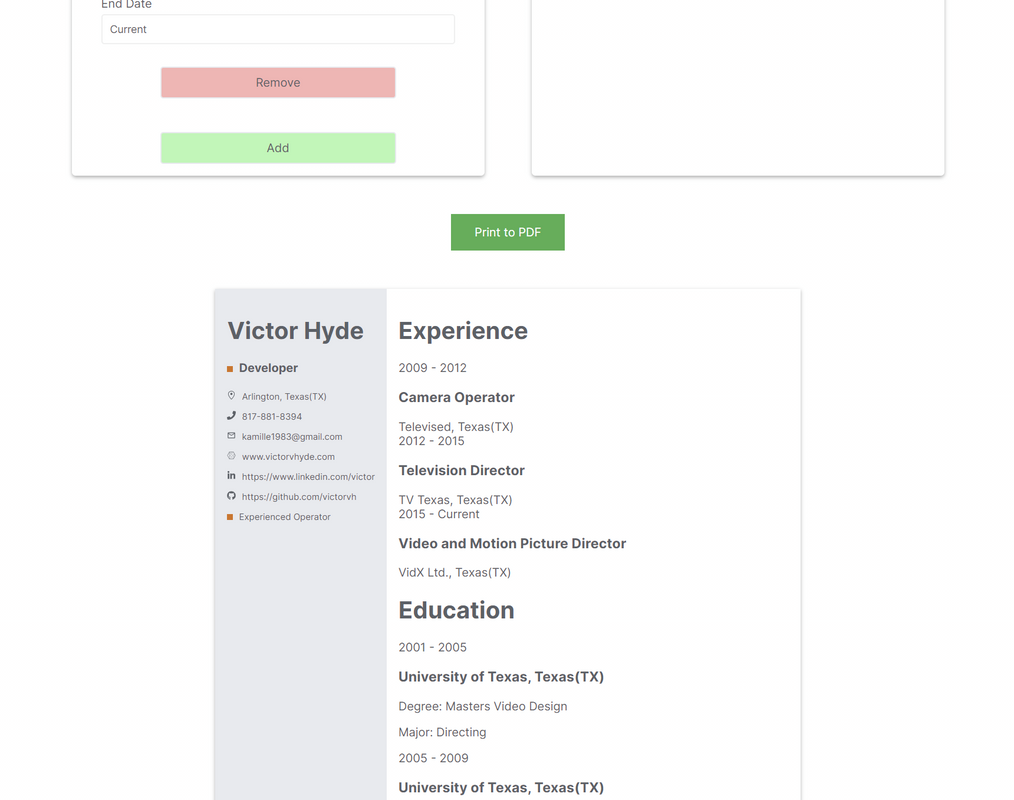 End Date
Current
Remove
Add
Print to PDF
Victor Hyde
Developer
Arlington, Texas(TX)
817-881-8394
kamille1983@gmail.com
www.victorvhyde.com
https://www.linkedin.com/victor
https://github.com/victorvh
Experienced Operator
Experience
2009 - 2012
Camera Operator
Televised, Texas(TX)
2012 - 2015
Television Director
TV Texas, Texas(TX)
2015 - Current
Video and Motion Picture Director
VidX Ltd., Texas(TX)
Education
2001 - 2005
University of Texas, Texas(TX)
Degree: Masters Video Design
Major: Directing
2005 - 2009
University of Texas, Texas(TX)